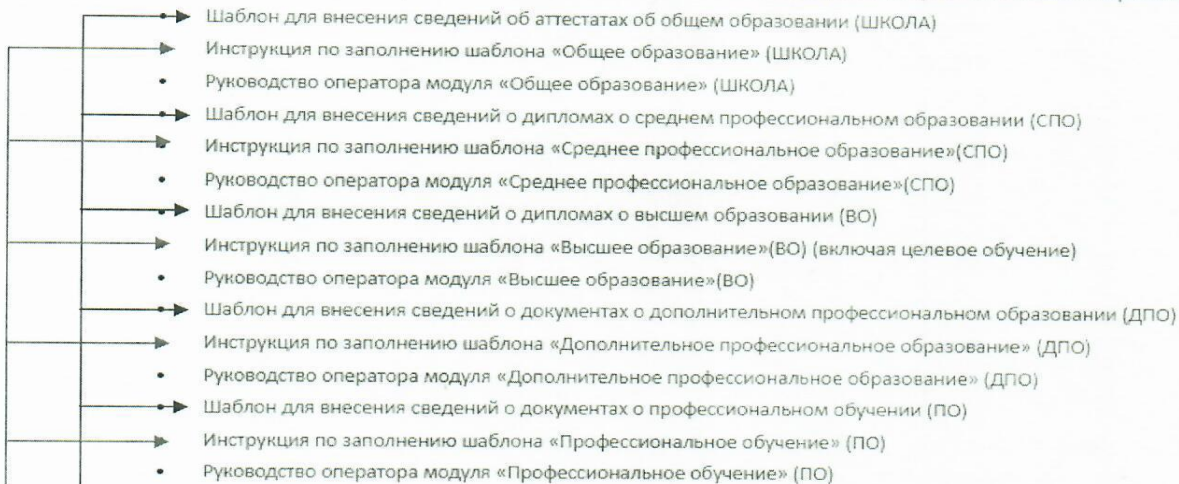 Шаблон для внесения сведений об аттестатах об общем образовании (ШКОЛА)
Инструкция по заполнению шаблона «Общее образование» (ШКОЛА)
• Руководство оператора модуля «Общее образование» (ШКОЛА)
Шаблон для внесения сведений о дипломах о среднем профессиональном образовании (СПО)
Инструкция по заполнению шаблона «Среднее профессиональное образование»(СПО)
• Руководство оператора модуля «Среднее профессиональное образование»(СПО)
Шаблон для внесения сведений о дипломах о высшем образовании (ВО)
Инструкция по заполнению шаблона «Высшее образование»(ВО) (включая целевое обучение)
• Руководство оператора модуля «Высшее образование»(ВО)
Шаблон для внесения сведений о документах о дополнительном профессиональном образовании (ДПО)
Инструкция по заполнению шаблона «Дополнительное профессиональное образование» (ДПО)
• Руководство оператора модуля «Дополнительное профессиональное образование» (ДПО)
Шаблон для внесения сведений о документах о профессиональном обучении (ПО)
Инструкция по заполнению шаблона «Профессиональное обучение» (ПО)
• Руководство оператора модуля «Профессиональное обучение» (ПО)